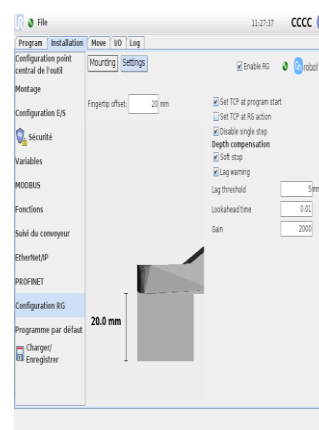 File 11:27:37 CCCC
Program Installation Move I/O Log
Configuration point
central de l'outil
Montage
Configuration E/S
Sécurité
Variables
MODBUS
Fonctions
Suivi du convoyeur
EtherNet/IP
PROFINET
Configuration RG
Programme par défaut
Charger/
Enregistrer
Mounting Settings
Enable RG
On robot
Fingertip offset: 20 mm
Set TCP at program start
Set TCP at RG action
Disable single step
Depth compensation
Soft stop
Lag warning
Lag threshold 5mm
Lookahead time 0.01
Gain 2000
20.0 mm